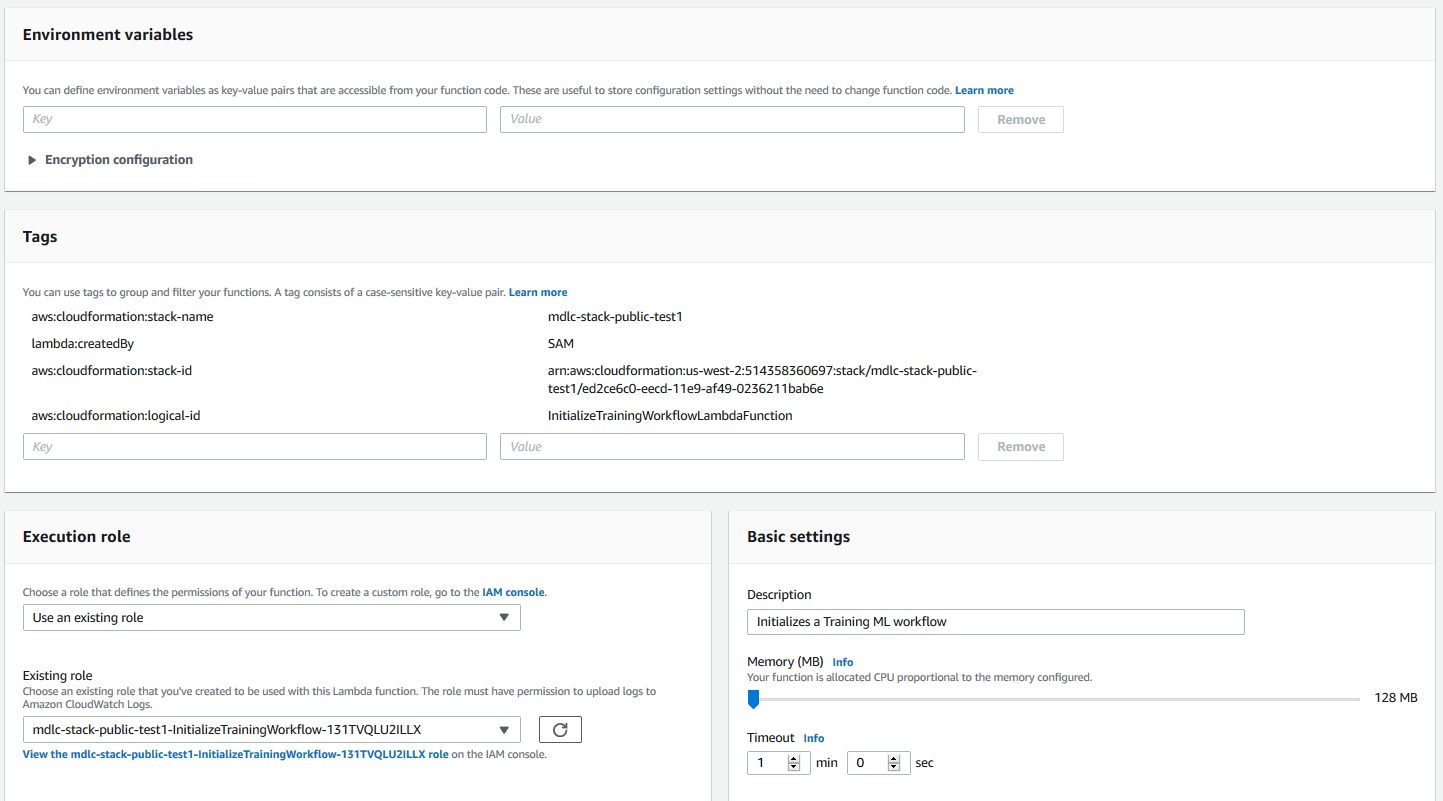 Environment variables
You can define environment variables as key-value pairs that are accessible from your function code. These are useful to store configuration settings without the need to change function code. Learn more
Key
Value
Remove
Encryption configuration
Tags
You can use tags to group and filter your functions. A tag consists of a case-sensitive key-value pair. Learn more
aws:cloudformation:stack-name
mdlc-stack-public-test1
lambda:createdBy
SAM
aws:cloudformation:stack-id
arn:aws:cloudformation:us-west-2:514358360697:stack/mdlc-stack-public-
test1/ed2ce6c0-eecd-11e9-af49-0236211bab6e
aws:cloudformation:logical-id
InitializeTrainingWorkflowLambdaFunction
Key
Value
Remove
Execution role
Choose a role that defines the permissions of your function. To create a custom role, go to the IAM console.
Use an existing role
Existing role
Choose an existing role that you've created to be used with this Lambda function. The role must have permission to upload logs to
Amazon CloudWatch Logs.
mdlc-stack-public-test1-InitializeTrainingWorkflow-131TVQLU2ILLX
View the mdlc-stack-public-test1-InitializeTrainingWorkflow-131TVQLU2ILLX role on the IAM console.
Basic settings
Description
Initializes a Training ML workflow
Memory (MB) Info
Your function is allocated CPU proportional to the memory configured.
128 MB
Timeout Info
1 min 0 sec